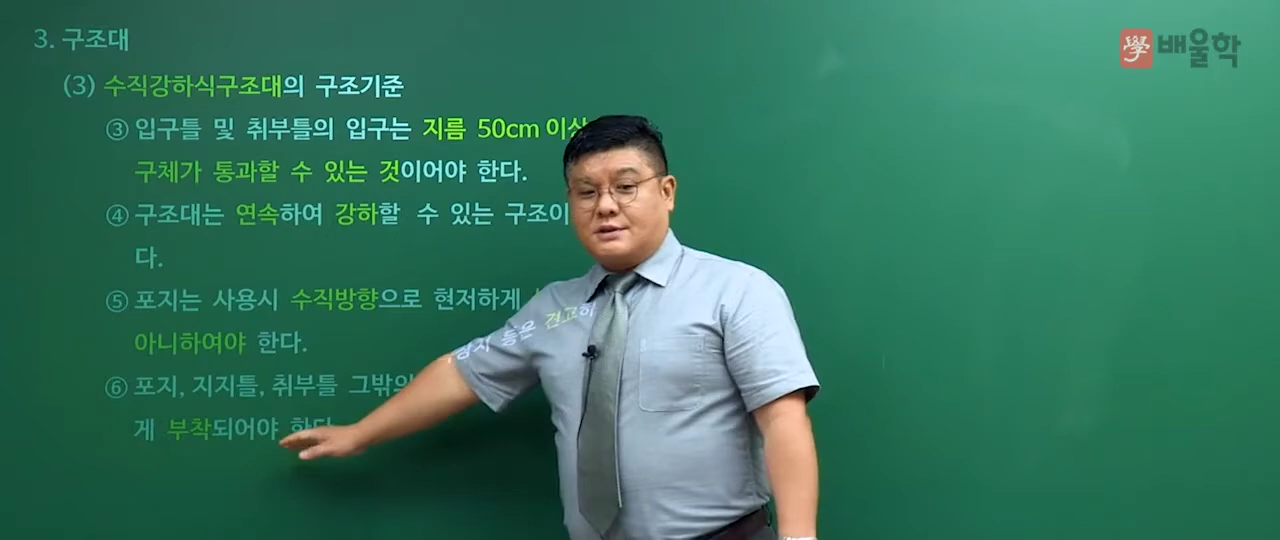 3. 구조대
學 배울학
(3) 수직강하식구조대의 구조기준
③ 입구틀 및 취부틀의 입구는 지름 50cm 이상
구체가 통과할 수 있는 것이어야 한다.
④ 구조대는 연속하여 강하할 수 있는 구조이
다.
⑤ 포지는 사용시 수직방향으로 현저하게
아니하여야 한다.
⑥ 포지, 지지틀, 취부틀 그밖의 등은 견고하
게 부착되어야 한다